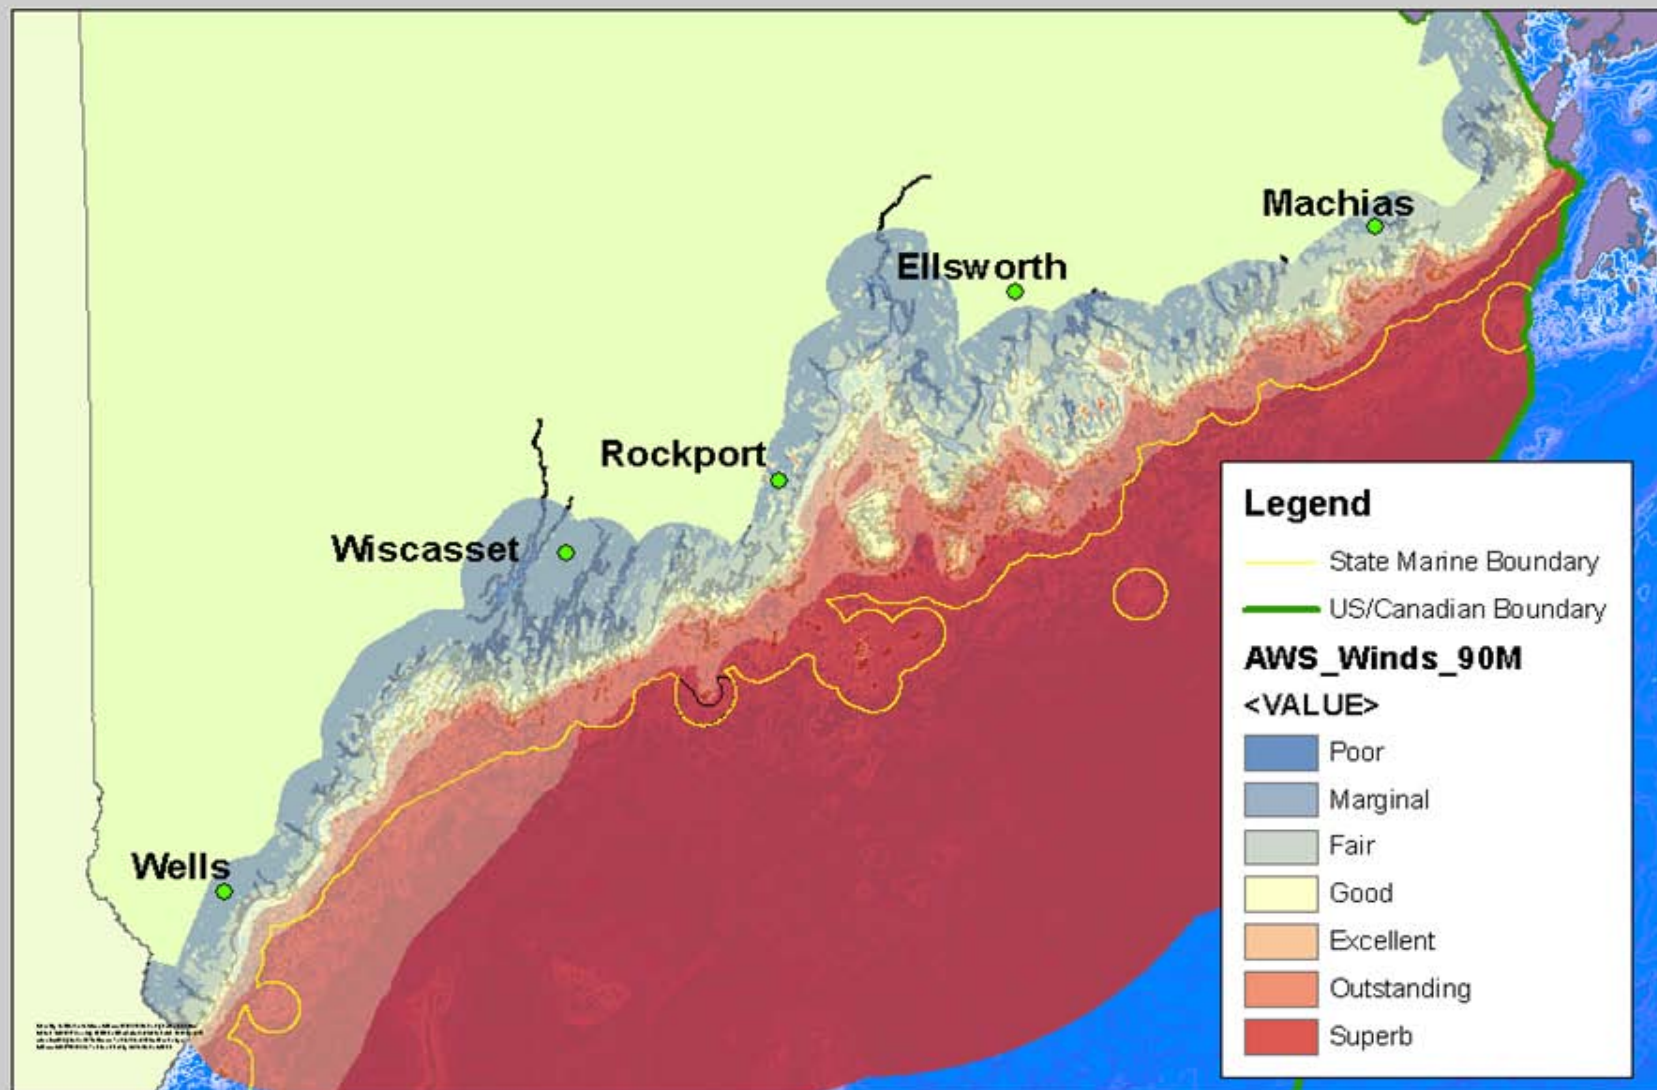 Machias
Ellsworth
Rockport
Wiscasset
Wells
Legend
State Marine Boundary
US/Canadian Boundary
AWS_Winds_90M
<VALUE>
Poor
Marginal
Fair
Good
Excellent
Outstanding
Superb